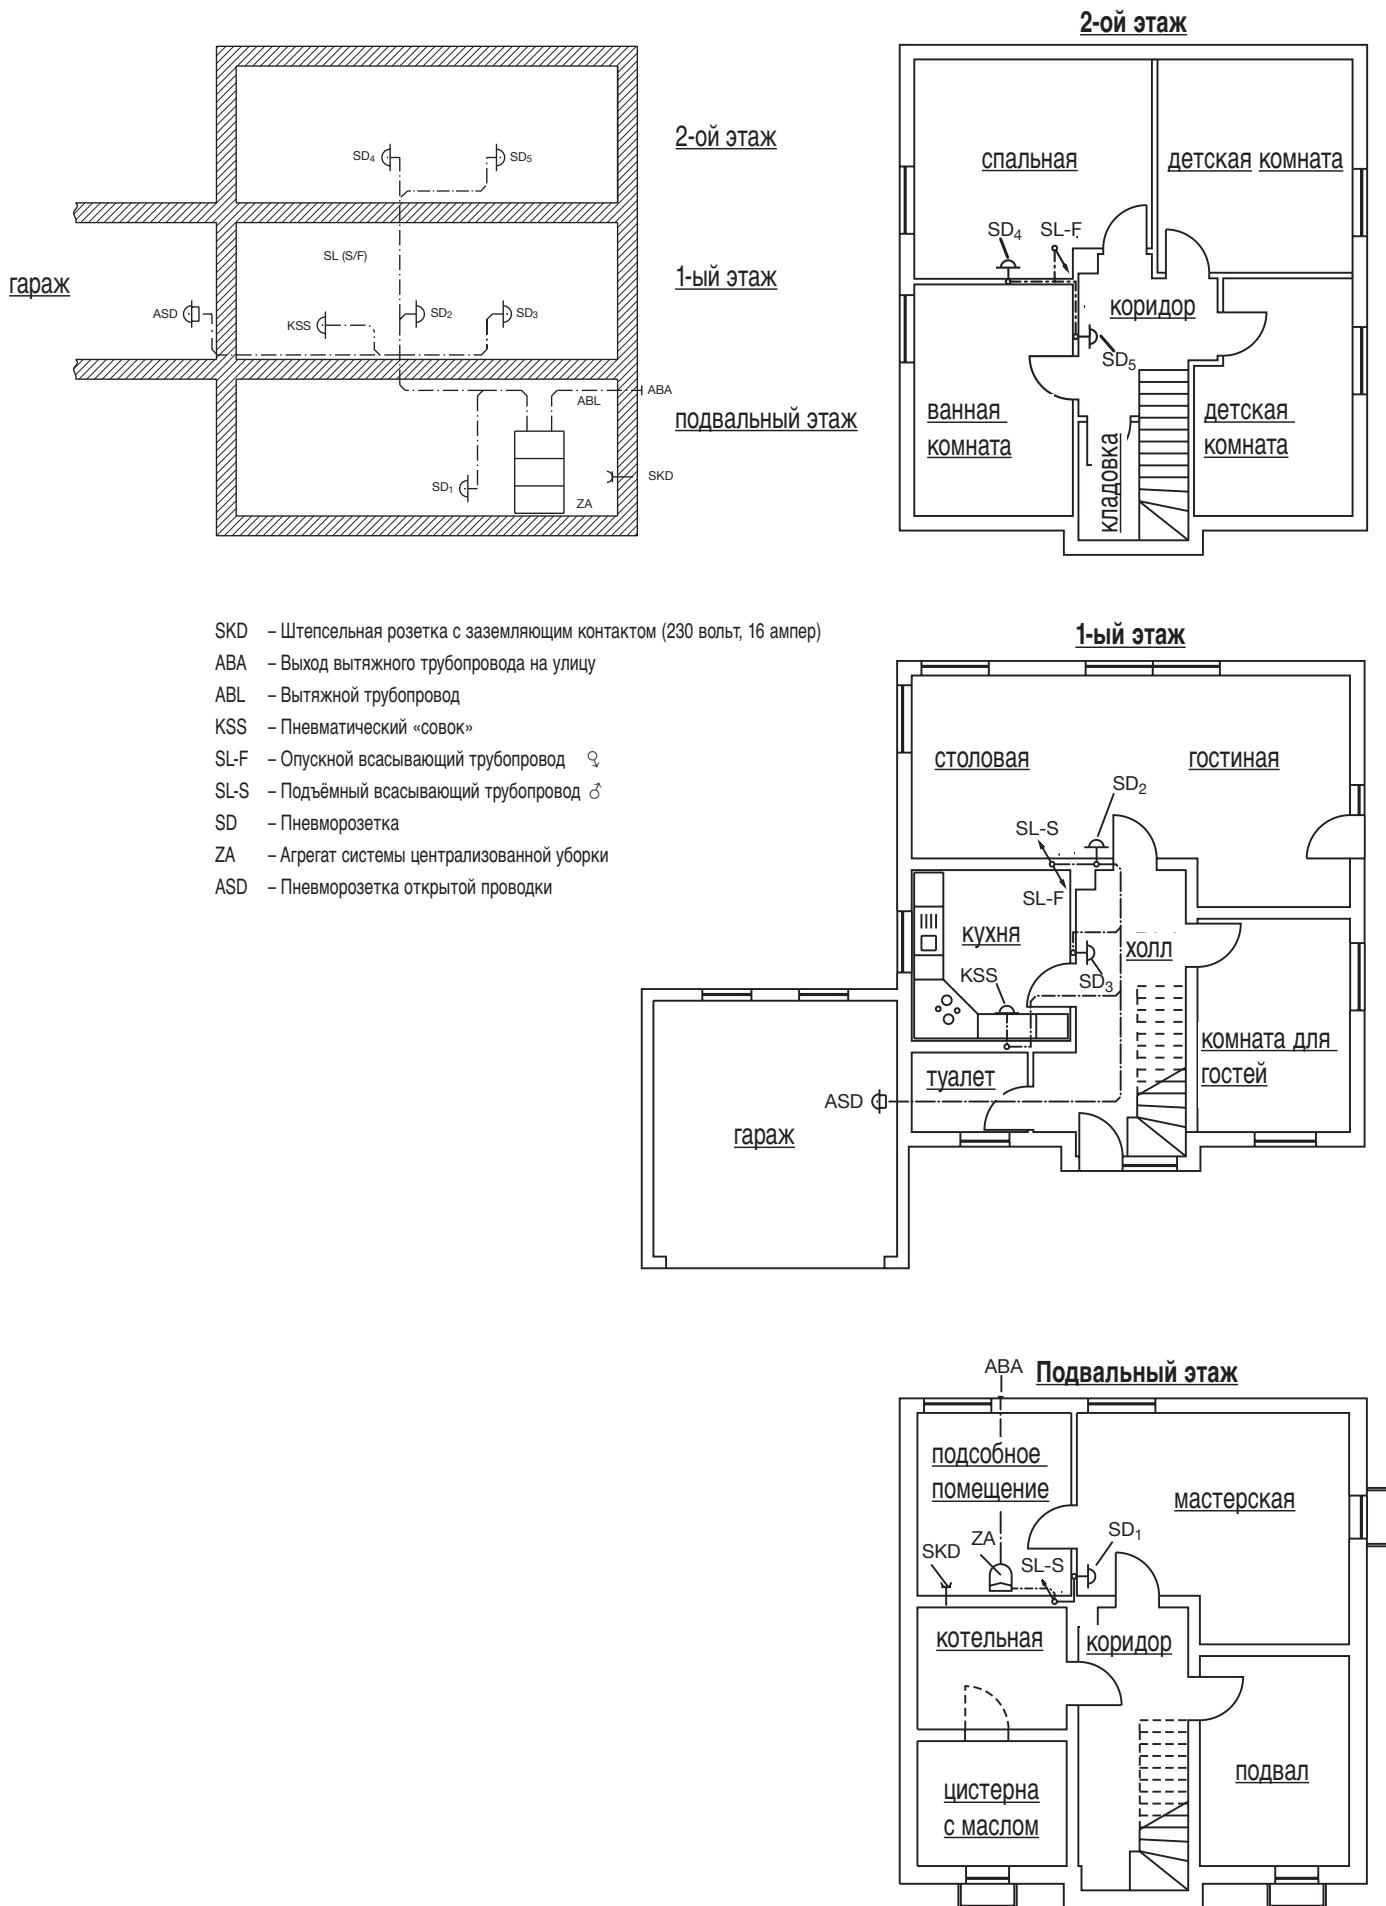 2-ой этаж
SD4
SD5
2-ой этаж
SL (S/F)
гараж
1-ый этаж
ASD
KSS
SD2
SD3
ABL
ABA
подвальный этаж
SD1
SKD
ZA
спальная
детская комната
SD4
SL-F
коридор
SD5
ванная
комната
кладовка
детская
комната
SKD – Штепсельная розетка с заземляющим контактом (230 вольт, 16 ампер)
ABA – Выход вытяжного трубопровода на улицу
ABL – Вытяжной трубопровод
KSS – Пневматический «совок»
SL-F – Опускной всасывающий трубопровод
SL-S – Подъёмный всасывающий трубопровод ♂
SD – Пневморозетка
ZA – Агрегат системы централизованной уборки
ASD – Пневморозетка открытой проводки
1-ый этаж
столовая
гостиная
SD2
SL-S
SL-F
кухня
холл
KSS
SD3
комната для
гостей
туалет
ASD
гараж
ABA
Подвальный этаж
подсобное
помещение
мастерская
SD1
ZA
SKD
SL-S
котельная
коридор
подвал
цистерна
с маслом